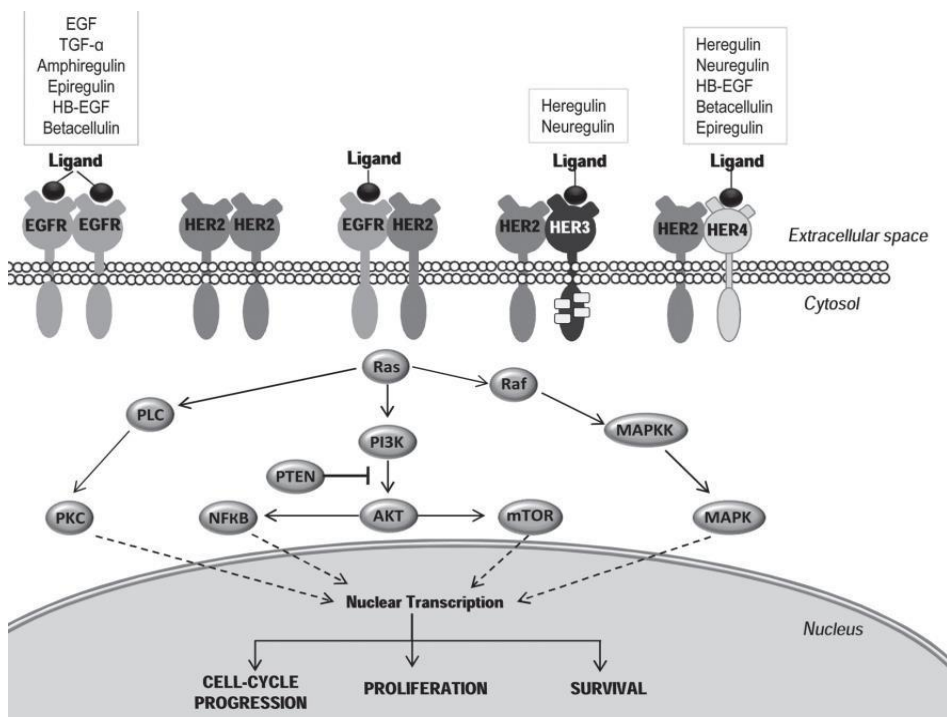 EGF
TGF-α
Amphiregulin
Epiregulin
HB-EGF
Betacellulin
Heregulin
Neuregulin
Heregulin
Neuregulin
HB-EGF
Betacellulin
Epiregulin
Ligand
Ligand
Ligand
Ligand
EGFR EGFR
HER2 HER2
EGFR HER2
HER2 HER3
HER2 HER4
Extracellular space
Cytosol
Ras
Raf
PLC
PI3K
MAPKK
PTEN
PKC
NFκB
AKT
mTOR
MAPK
Nuclear Transcription
Nucleus
CELL-CYCLE
PROGRESSION
PROLIFERATION
SURVIVAL